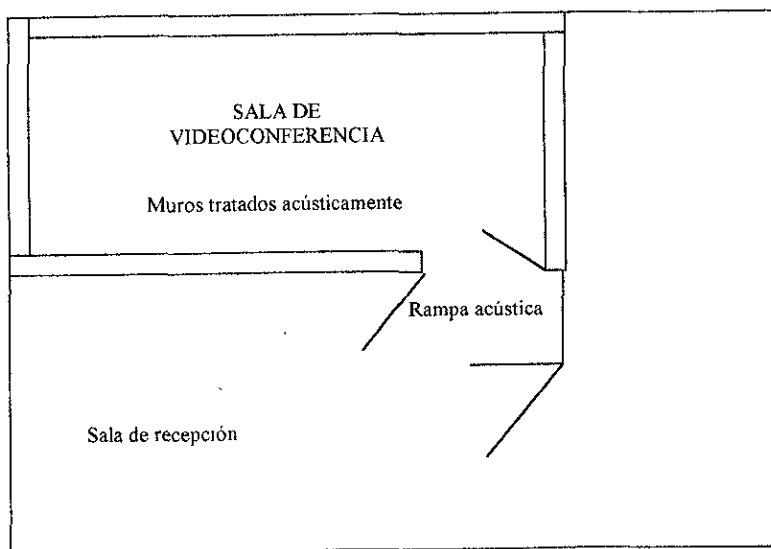 SALA DE
VIDEOCONFERENCIA
Muros tratados acústicamente
Rampa acústica
Sala de recepción